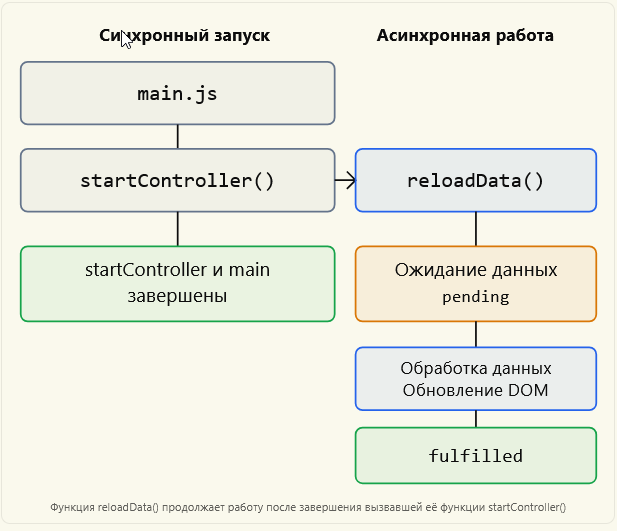 Синхронный запуск
Асинхронная работа
main.js
startController()
reloadData()
startController и main
завершены
Ожидание данных
pending
Обработка данных
Обновление DOM
fulfilled
Функция reloadData() продолжает работу после завершения вызвавшей её функции startController()